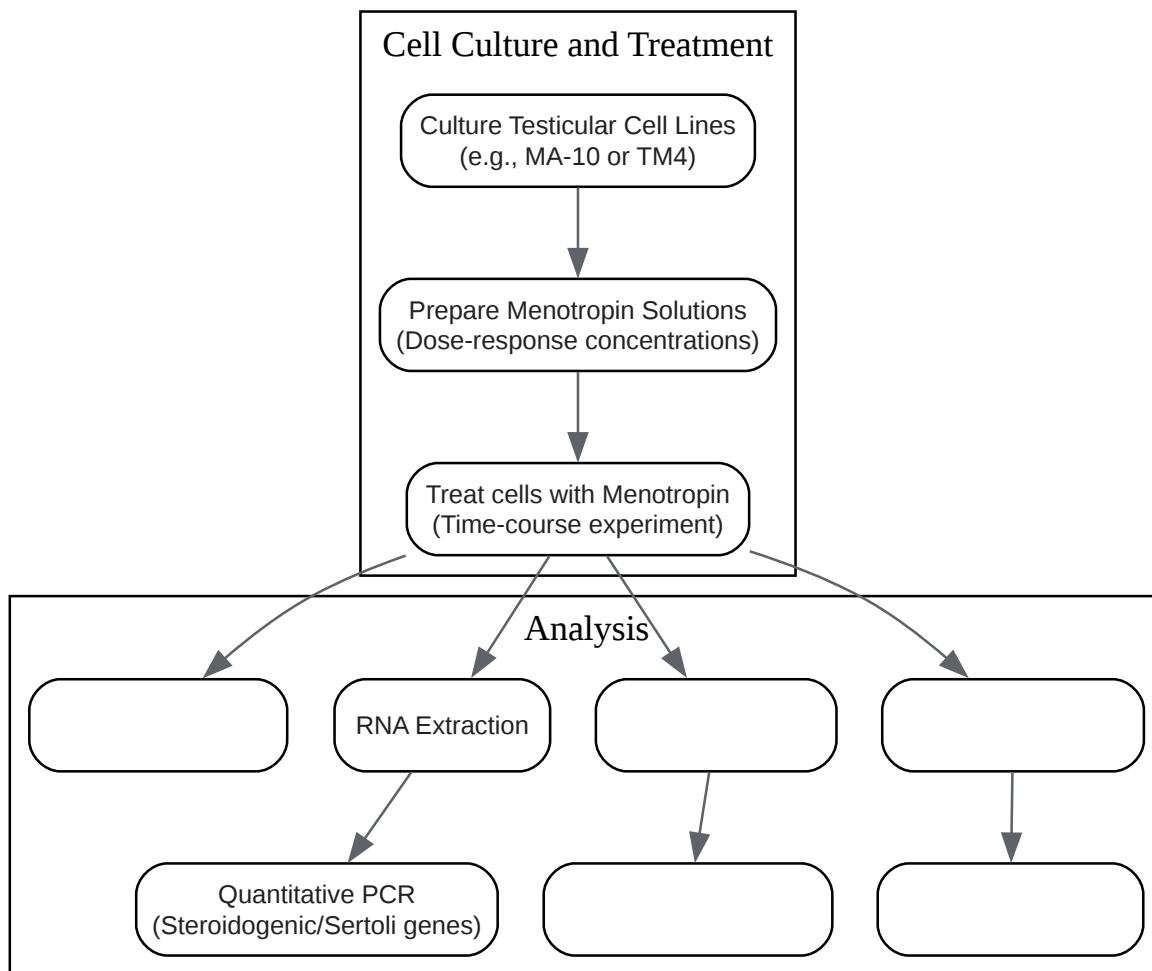 Cell Culture and Treatment
Culture Testicular Cell Lines
(e.g., MA-10 or TM4)
Prepare Menotropin Solutions
(Dose-response concentrations)
Treat cells with Menotropin
(Time-course experiment)
Analysis
RNA Extraction
Quantitative PCR
(Steroidogenic/Sertoli genes)